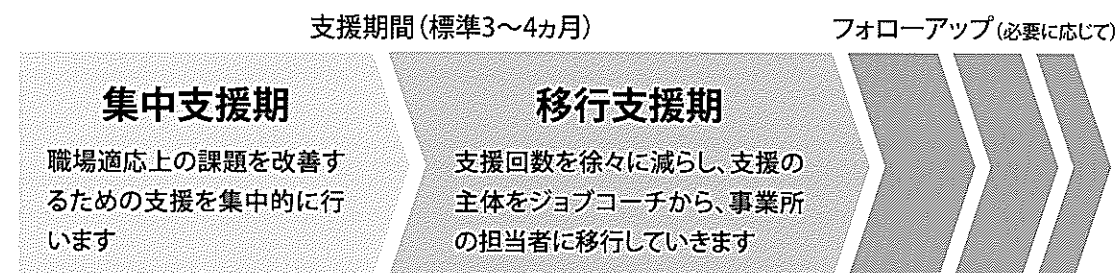 支援期間(標準3〜4ヵ月)
フォローアップ(必要に応じて)
集中支援期
職場適応上の課題を改善す
るための支援を集中的に行
います
移行支援期
支援回数を徐々に減らし、支援の
主体をジョブコーチから、事業所
の担当者に移行していきます